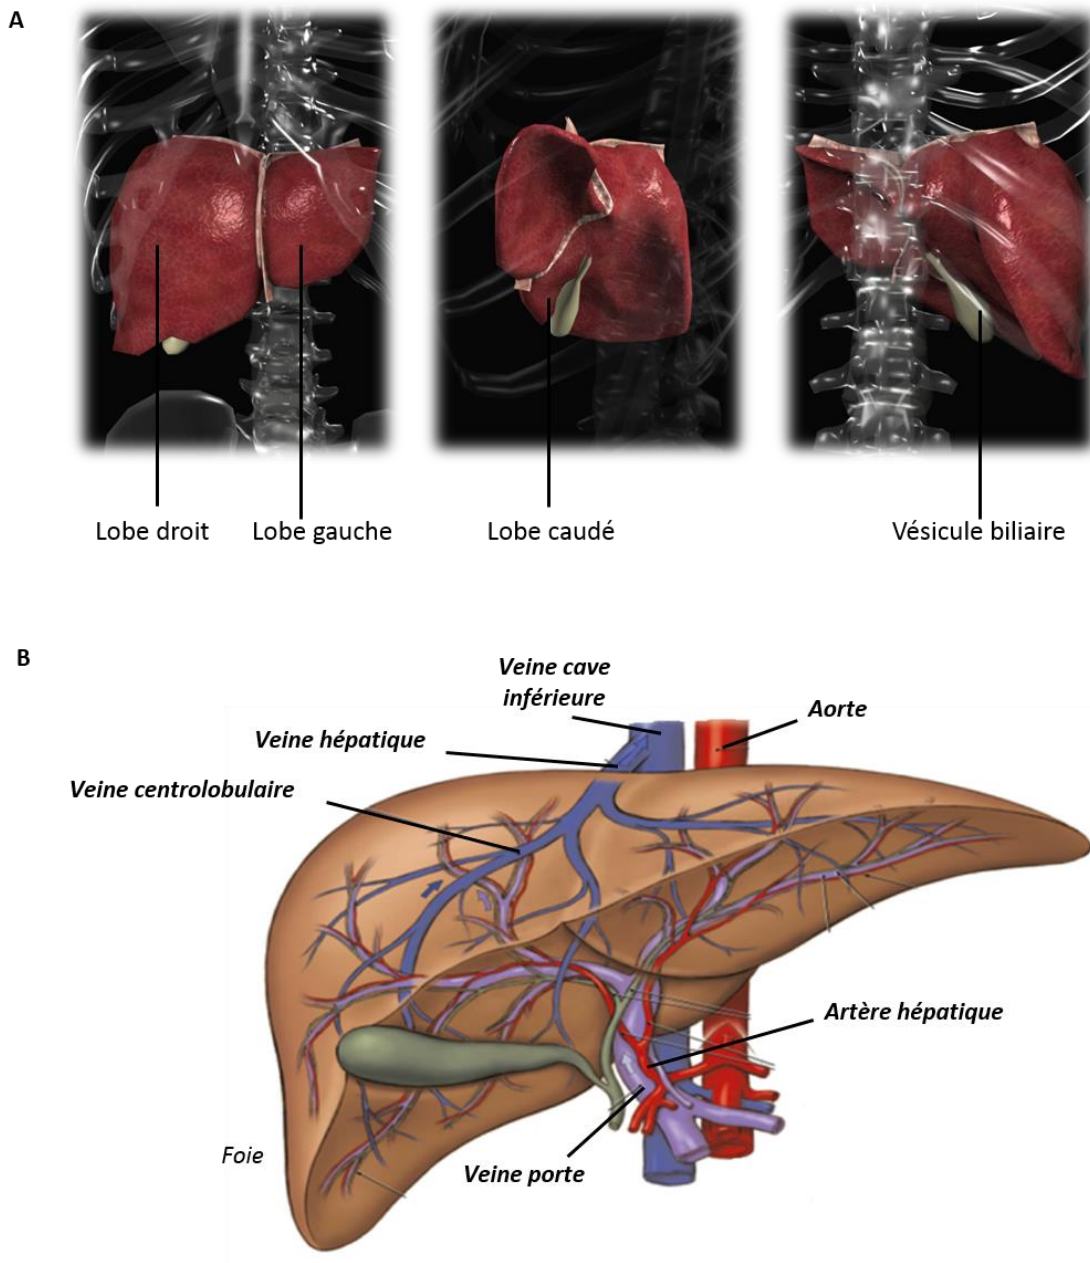 A
Lobe droit
Lobe gauche
Lobe caudé
Vésicule biliaire
B
Veine cave
inférieure
Aorte
Veine hépatique
Veine centrolobulaire
Artère hépatique
Foie
Veine porte